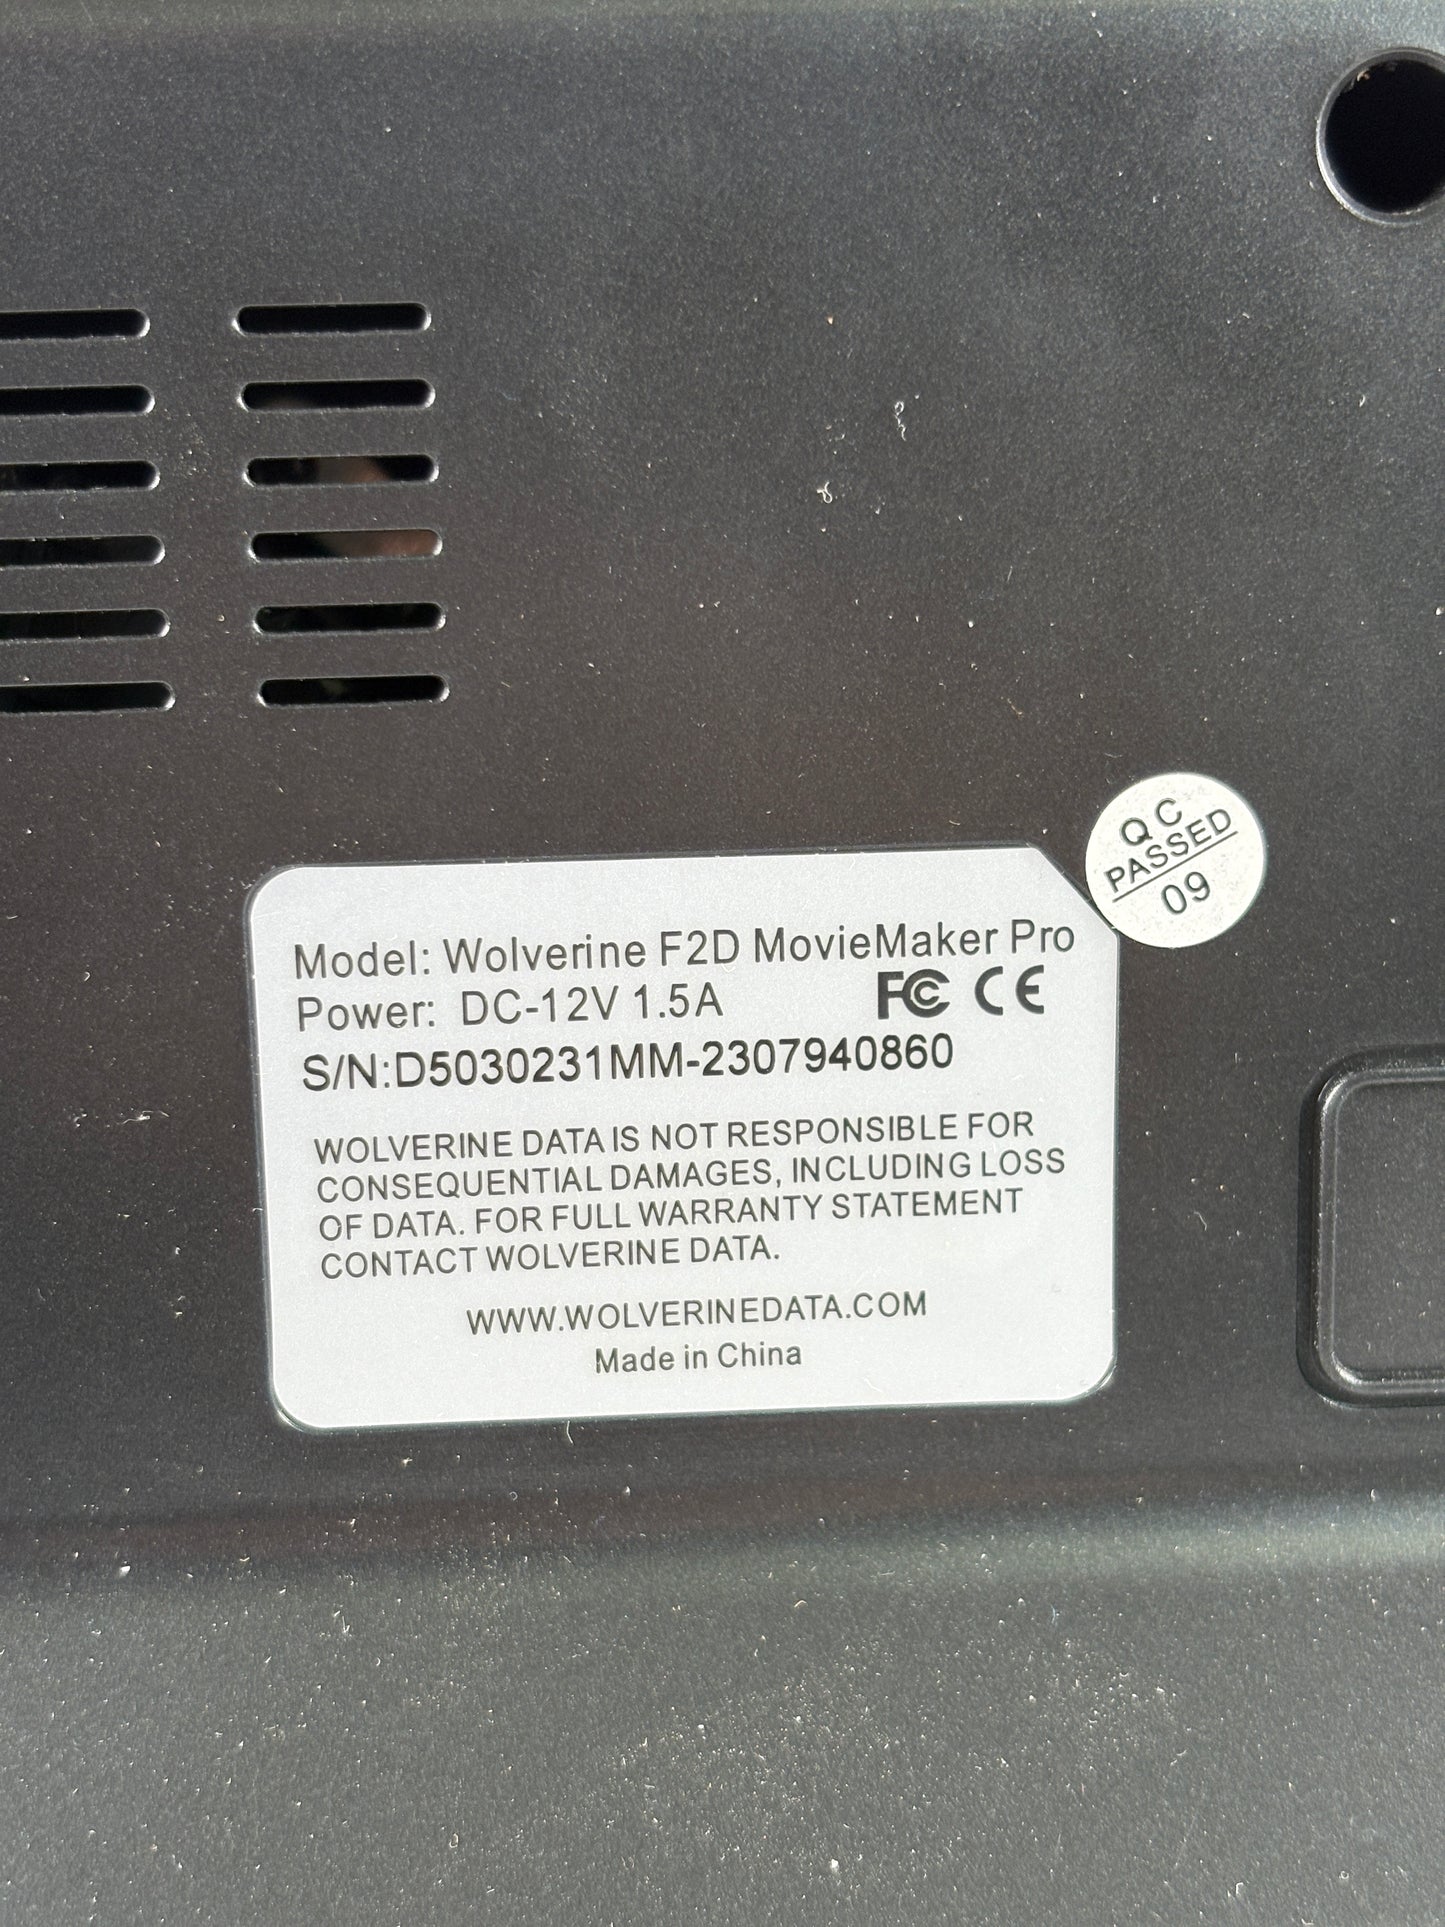 QC
PASSED
09
Model: Wolverine F2D MovieMaker Pro
Power: DC-12V 1.5A FC CE
S/N:D5030231MM-2307940860
WOLVERINE DATA IS NOT RESPONSIBLE FOR
CONSEQUENTIAL DAMAGES, INCLUDING LOSS
OF DATA. FOR FULL WARRANTY STATEMENT
CONTACT WOLVERINE DATA.
WWW.WOLVERINEDATA.COM
Made in China